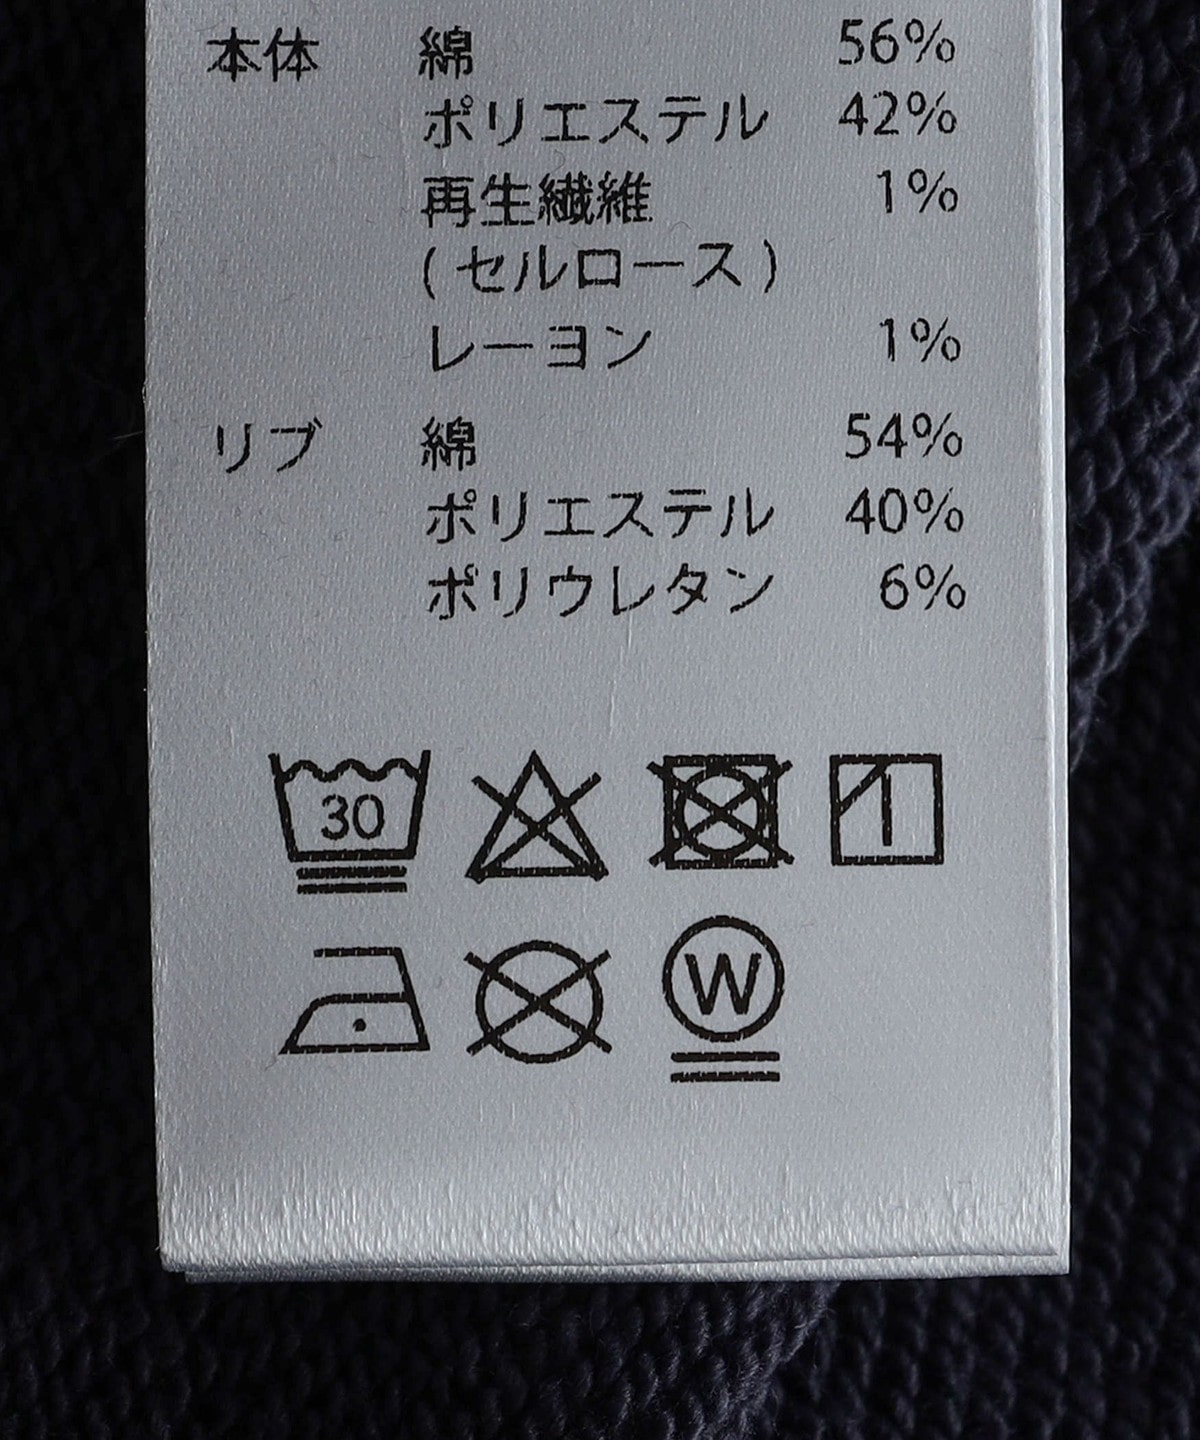 本体 綿 56%
ポリエステル 42%
再生繊維 1%
(セルロース)
レーヨン 1%
リブ 綿 54%
ポリエステル 40%
ポリウレタン 6%
30
W